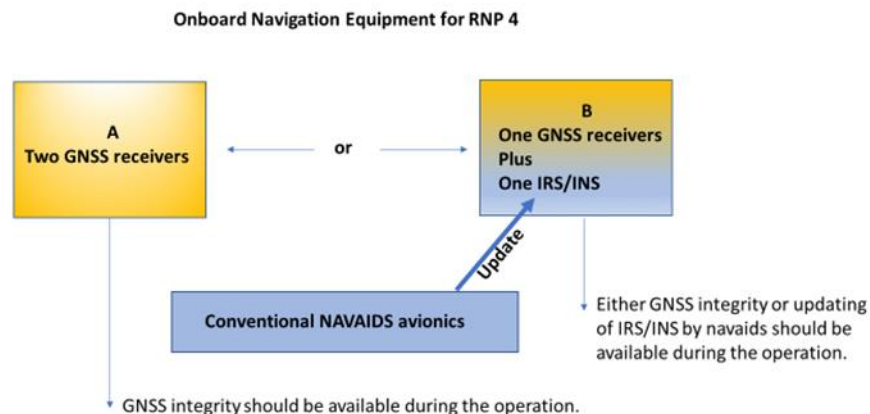 Onboard Navigation Equipment for RNP 4
A
Two GNSS receivers
or
B
One GNSS receivers
Plus
One IRS/INS
Update
Conventional NAVAIDS avionics
Either GNSS integrity or updating
of IRS/INS by navaids should be
available during the operation.
GNSS integrity should be available during the operation.